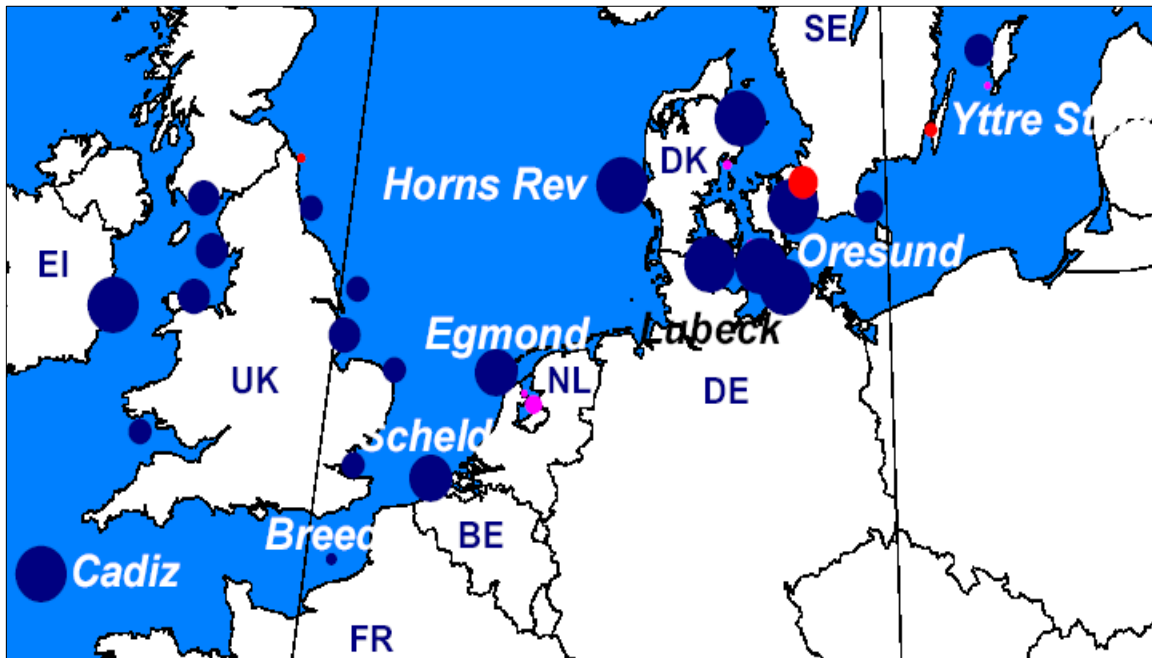 SE
Yttre St
DK
Horns Rev
EI
Oresund
Egmond
Lubeck
UK
NL
DE
Scheld
Breed
BE
Cadiz
FR